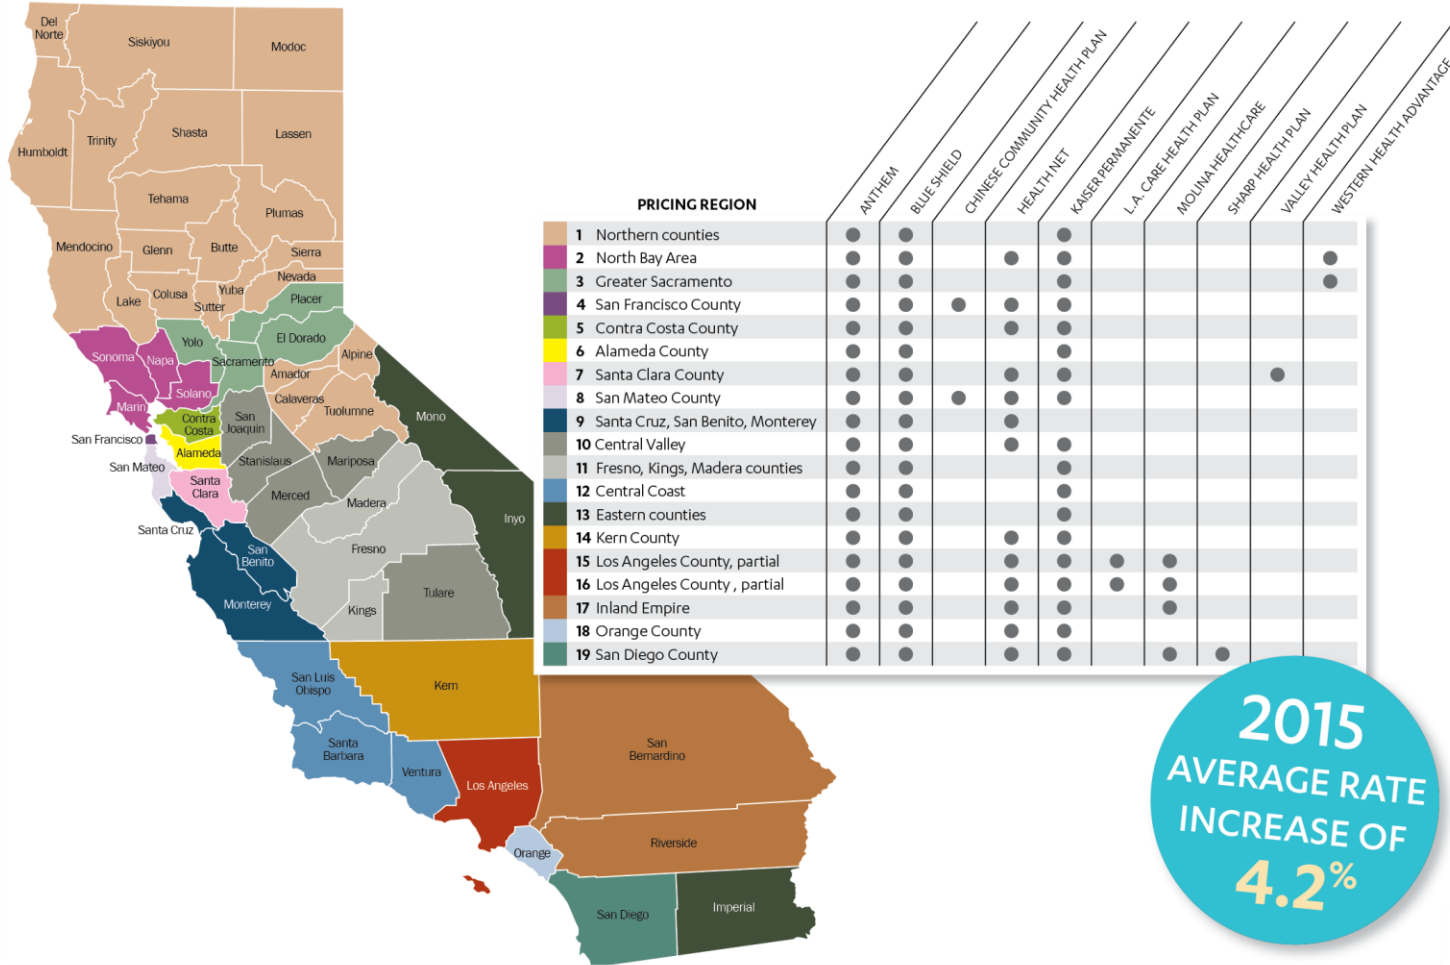 Del
Norte
Siskiyou
Modoc
Humboldt
Trinity
Shasta
Lassen
Tehama
Plumas
Mendocino
Glenn
Butte
Sierra
Nevada
Lake
Colusa
Yuba
Sutter
Placer
Sonoma
Napa
Yolo
El Dorado
Sacramento
Alpine
Solano
Amador
Marin
Calaveras
Tuolumne
Contra
Costa
San
Joaquin
Mono
San Francisco
Alameda
San Mateo
Stanislaus
Mariposa
Santa
Clara
Merced
Madera
Santa Cruz
Inyo
San
Benito
Fresno
Monterey
Kings
Tulare
San Luis
Obispo
Kern
Santa
Barbara
Ventura
Los Angeles
San
Bernardino
Orange
Riverside
San Diego
Imperial
PRICING REGION
ANTHEM
BLUE SHIELD
CHINESE COMMUNITY HEALTH PLAN
HEALTH NET
KAISER PERMANENTE
L.A. CARE HEALTH PLAN
MOLINA HEALTHCARE
SHARP HEALTH PLAN
VALLEY HEALTH PLAN
WESTERN HEALTH ADVANTAGE
1 Northern counties
2 North Bay Area
3 Greater Sacramento
4 San Francisco County
5 Contra Costa County
6 Alameda County
7 Santa Clara County
8 San Mateo County
9 Santa Cruz, San Benito, Monterey
10 Central Valley
11 Fresno, Kings, Madera counties
12 Central Coast
13 Eastern counties
14 Kern County
15 Los Angeles County, partial
16 Los Angeles County , partial
17 Inland Empire
18 Orange County
19 San Diego County
2015
AVERAGE RATE
INCREASE OF
4.2%